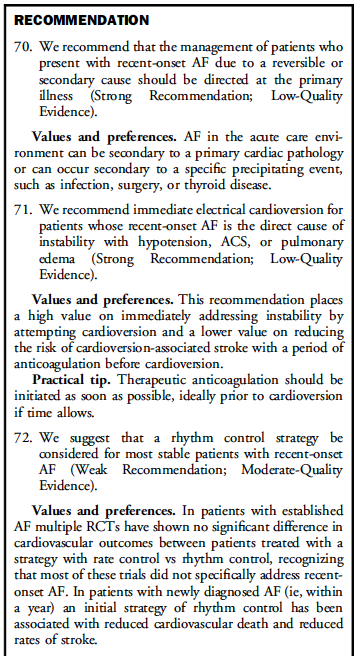 RECOMMENDATION
70. We recommend that the management of patients who
present with recent-onset AF due to a reversible or
secondary cause should be directed at the primary
illness (Strong Recommendation; Low-Quality
Evidence).
Values and preferences. AF in the acute care envi-
ronment can be secondary to a primary cardiac pathology
or can occur secondary to a specific precipitating event,
such as infection, surgery, or thyroid disease.
71. We recommend immediate electrical cardioversion for
patients whose recent-onset AF is the direct cause of
instability with hypotension, ACS, or pulmonary
edema (Strong Recommendation; Low-Quality
Evidence).
Values and preferences. This recommendation places
a high value on immediately addressing instability by
attempting cardioversion and a lower value on reducing
the risk of cardioversion-associated stroke with a period of
anticoagulation before cardioversion.
Practical tip. Therapeutic anticoagulation should be
initiated as soon as possible, ideally prior to cardioversion
if time allows.
72. We suggest that a rhythm control strategy be
considered for most stable patients with recent-onset
AF (Weak Recommendation; Moderate-Quality
Evidence).
Values and preferences. In patients with established
AF multiple RCTs have shown no significant difference in
cardiovascular outcomes between patients treated with a
strategy with rate control vs rhythm control, recognizing
that most of these trials did not specifically address recent-
onset AF. In patients with newly diagnosed AF (ie, within
a year) an initial strategy of rhythm control has been
associated with reduced cardiovascular death and reduced
rates of stroke.